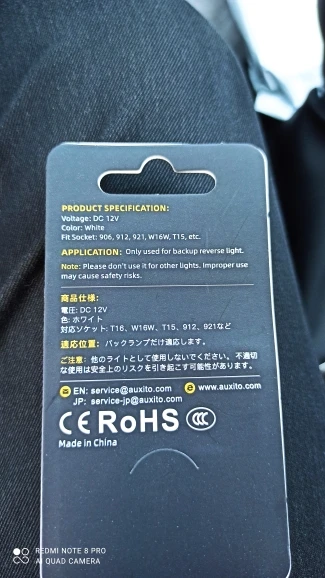 PRODUCT SPECIFICATION:
Voltage: DC 12V
Color: White
Fit Socket: 906, 912, 921, W16W, T15, etc.
APPLICATION: Only used for backup reverse light.
Note: Please don't use it for other lights. Improper use
may cause safety risks.
商品仕様:
電圧: DC 12V
色: ホワイト
対応ソケット: T16、W16W、T15、912、921など
適応位置: バックランプだけ適応します。
ご注意: 他のライトとして使用しないでください。不適切
な使用は安全上のリスクを引き起こす可能性があります。
EN: service@auxito.com
www.auxito.com
JP: service-jp@auxito.com
CE RoHS CCC
Made in China
REDMI NOTE 8 PRO
AI QUAD CAMERA